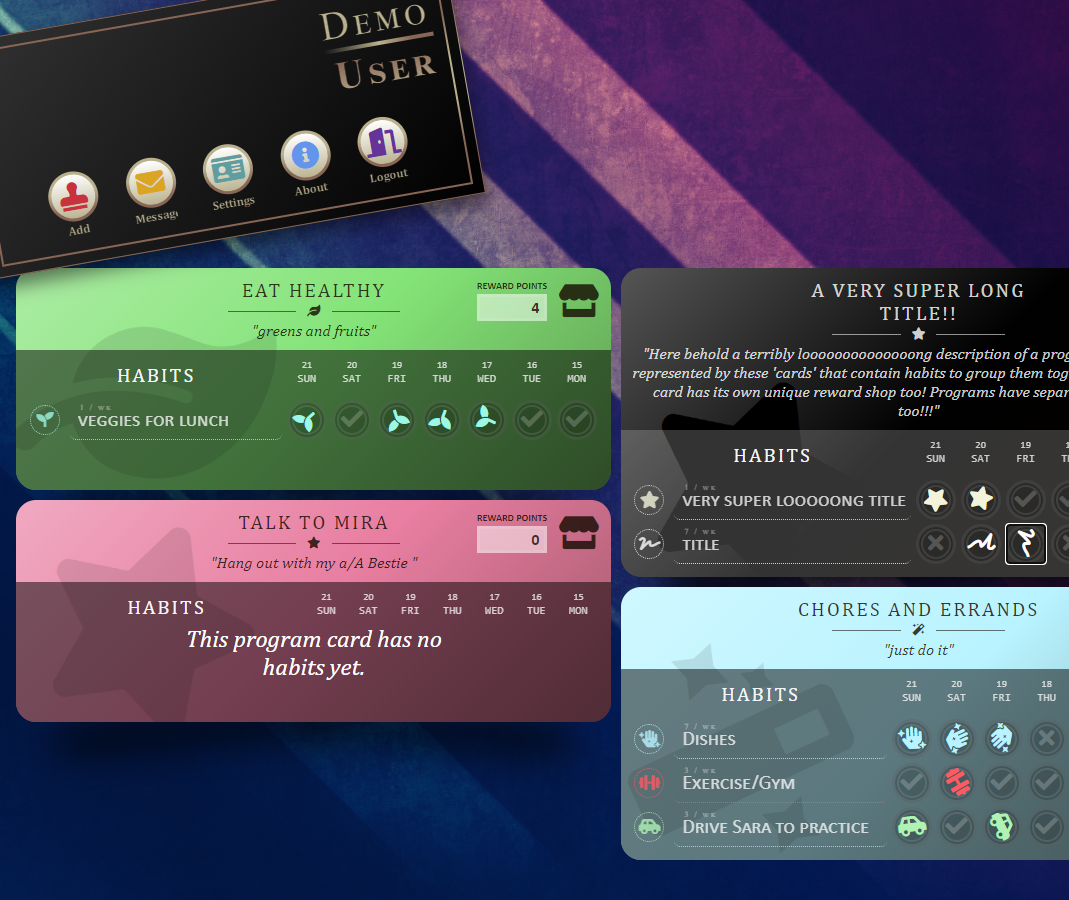 DEMO
USER
Add
Messag
Settings
About
Logout
EAT HEALTHY
"greens and fruits"
REWARD POINTS
4
HABITS
21 20 19 18 17 16 15
SUN SAT FRI THU WED TUE MON
1 / WK
VEGGIES FOR LUNCH
TALK TO MIRA
"Hang out with my a/A Bestie "
REWARD POINTS
0
HABITS
21 20 19 18 17 16 15
SUN SAT FRI THU WED TUE MON
This program card has no
habits yet.
A VERY SUPER LONG
TITLE!!
"Here behold a terribly loooooooooooooong description of a prog
represented by these 'cards' that contain habits to group them tog
card has its own unique reward shop too! Programs have separ
too!!!"
HABITS
21 20 19
SUN SAT FRI
1 / WK
VERY SUPER LOOOOONG TITLE
7 / WK
TITLE
CHORES AND ERRANDS
"just do it"
HABITS
21 20 19 18
SUN SAT FRI THU
7 / WK
DISHES
3 / WK
EXERCISE/GYM
3 / WK
DRIVE SARA TO PRACTICE